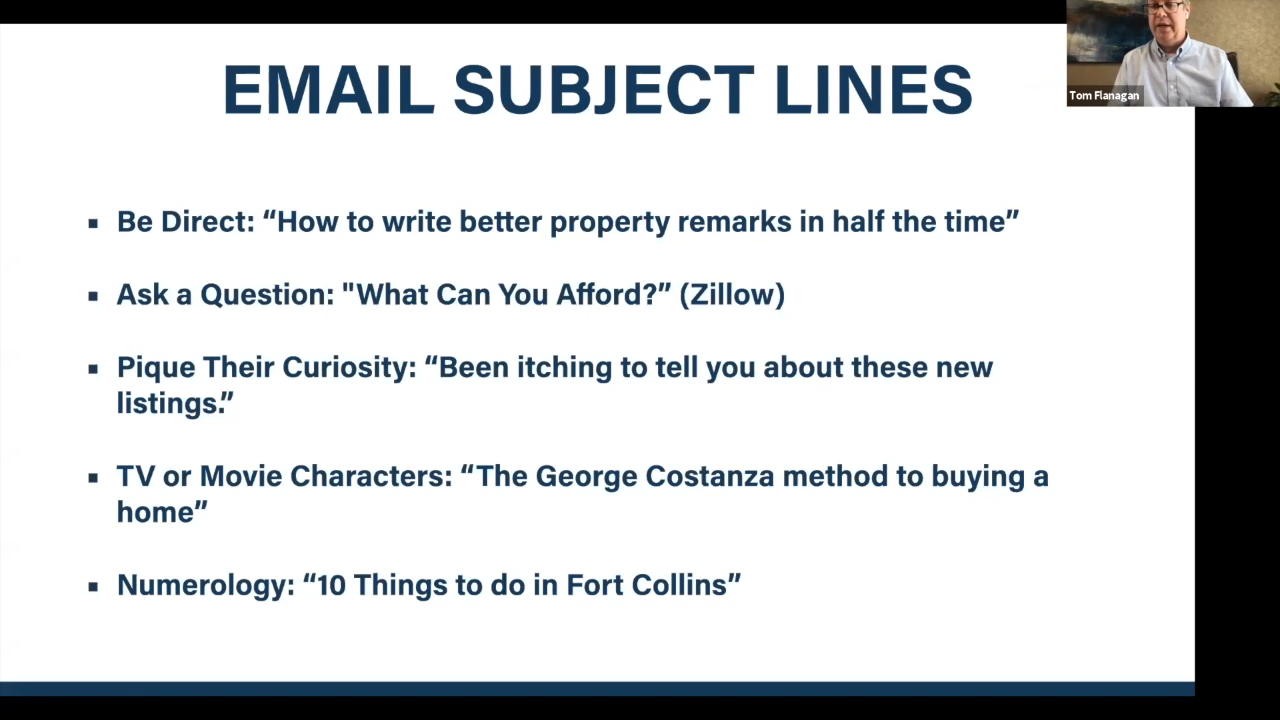 EMAIL SUBJECT LINES
Tom Flanagan
▪ Be Direct: “How to write better property remarks in half the time”
▪ Ask a Question: "What Can You Afford?” (Zillow)
▪ Pique Their Curiosity: “Been itching to tell you about these new
listings.”
▪ TV or Movie Characters: “The George Costanza method to buying a
home”
▪ Numerology: “10 Things to do in Fort Collins”